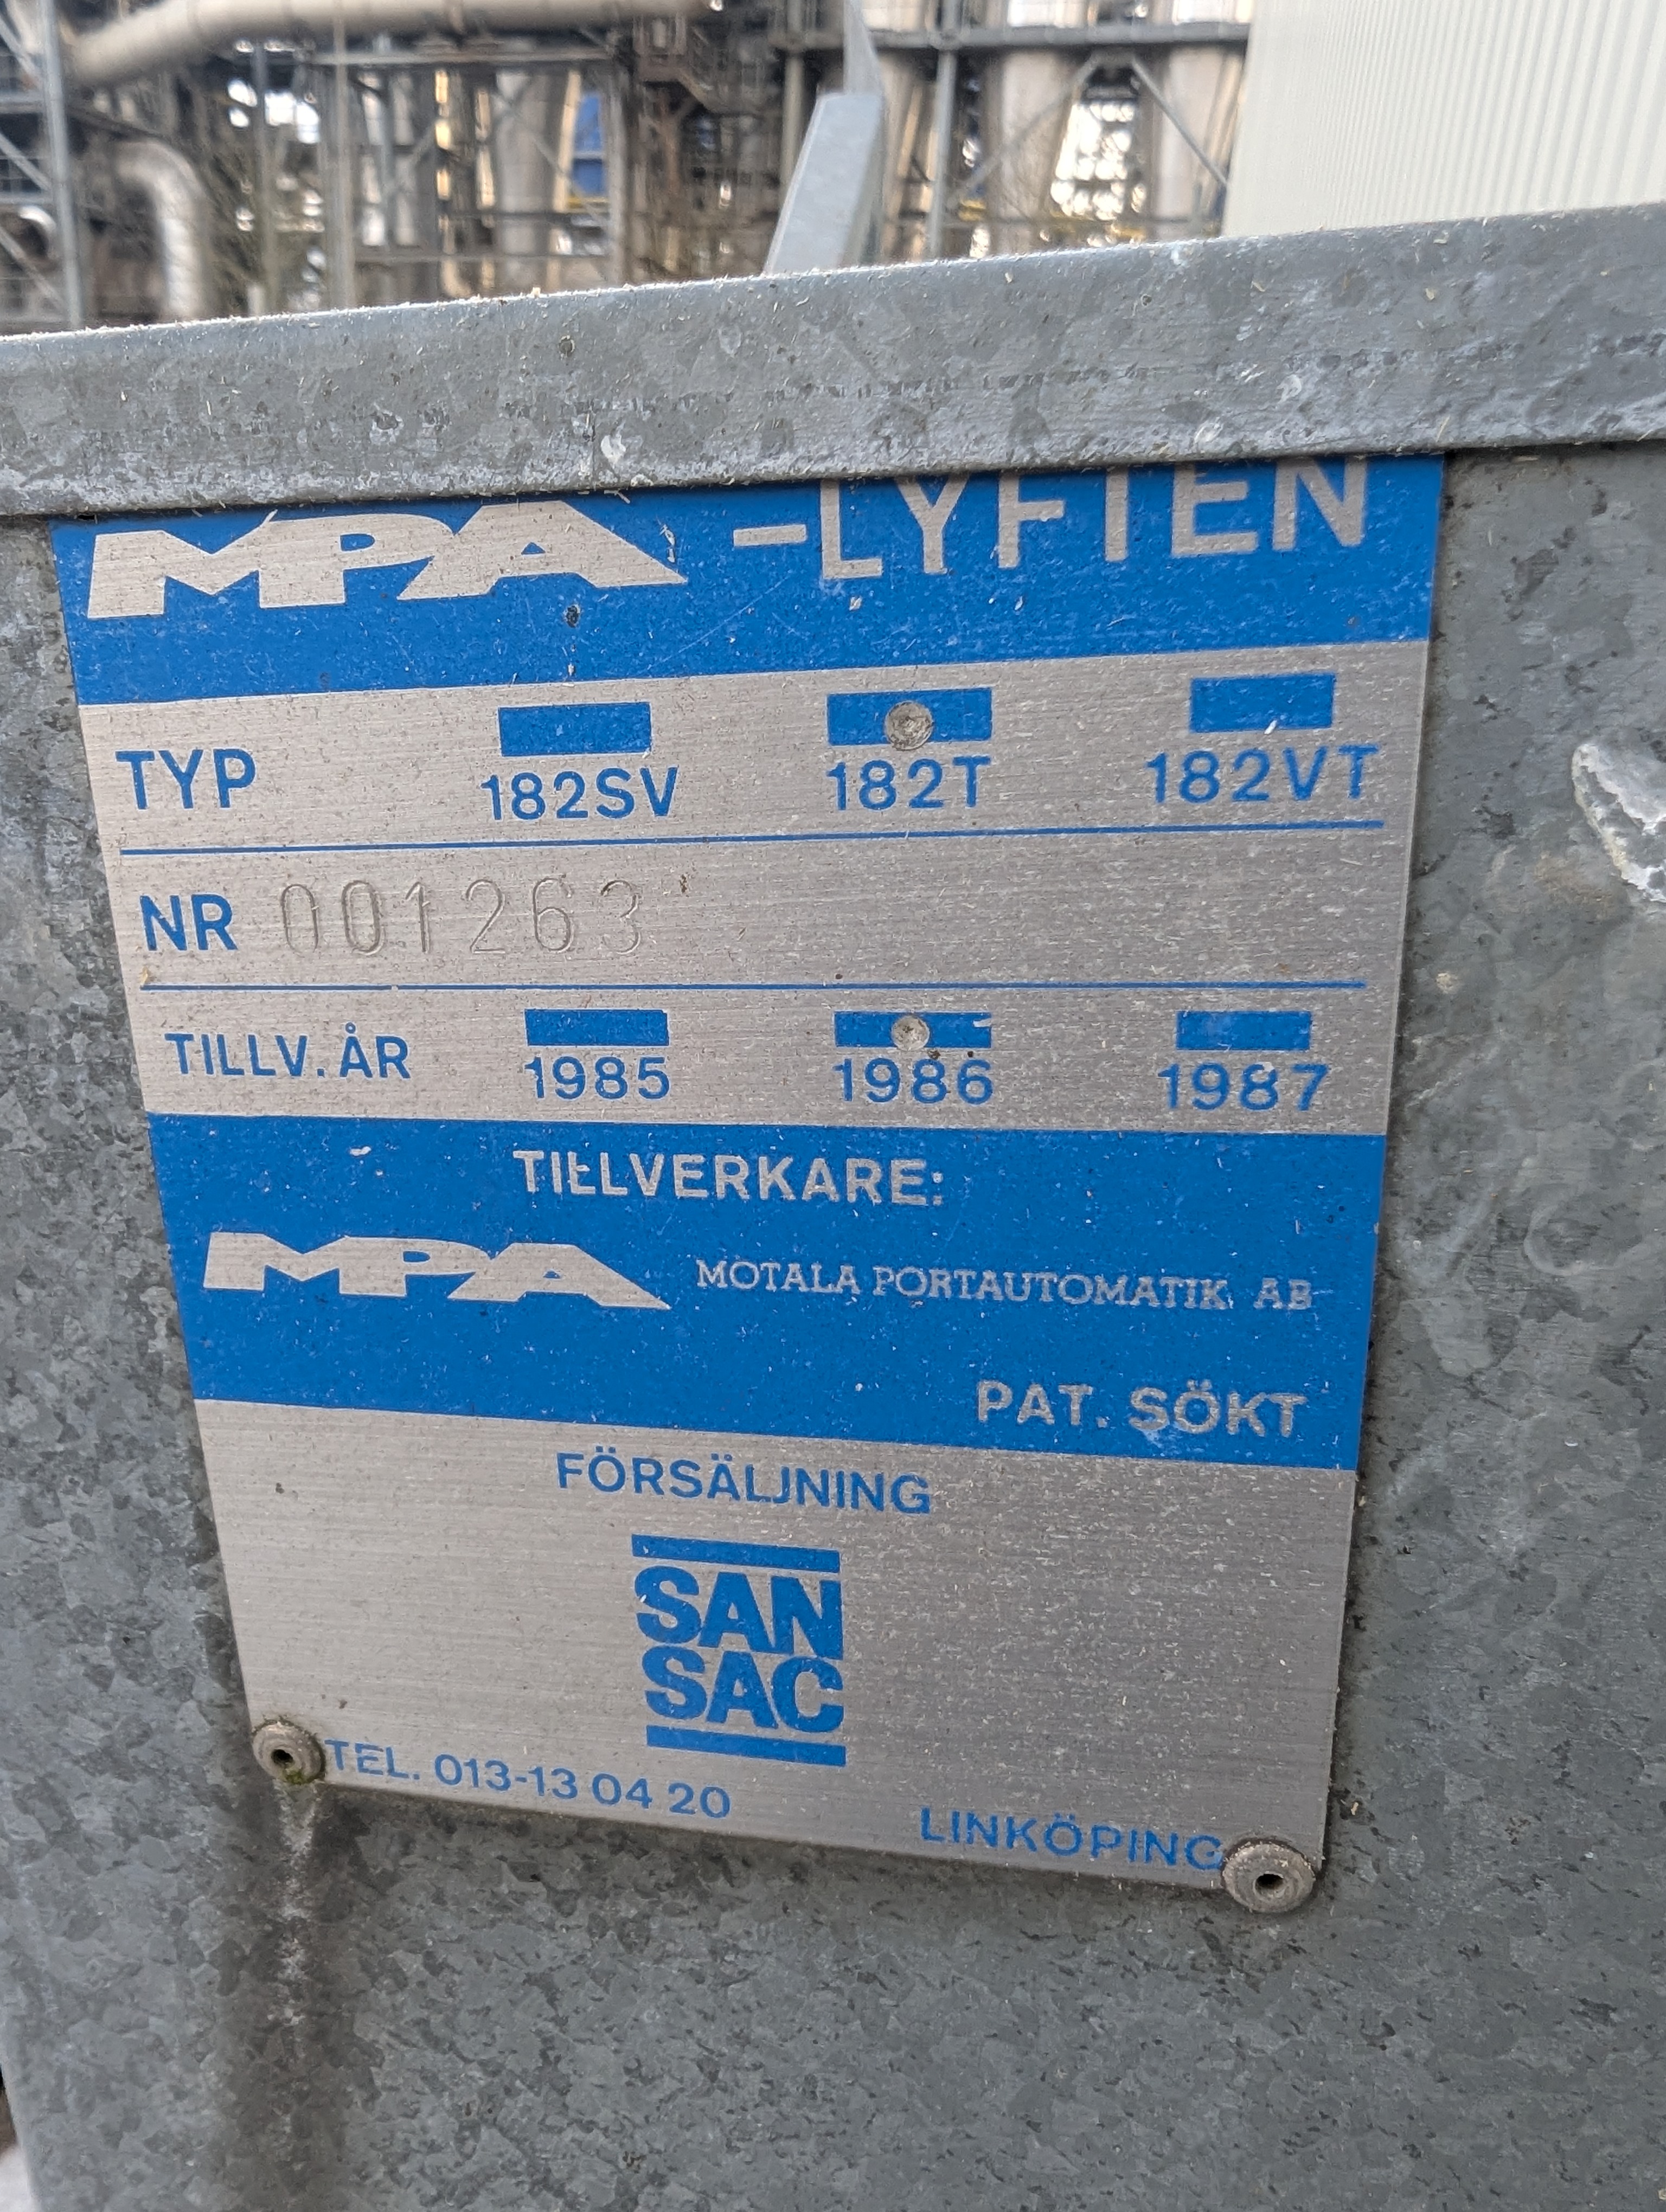 MPA -LYFTEN
TYP 182SV 182T 182VT
NR 001263
TILLV. ÅR 1985 1986 1987
TILLVERKARE:
MPA MOTALA PORTAUTOMATIK AB
PAT. SÖKT
FÖRSÄLJNING
SAN
SAC
TEL. 013-13 04 20 LINKÖPING